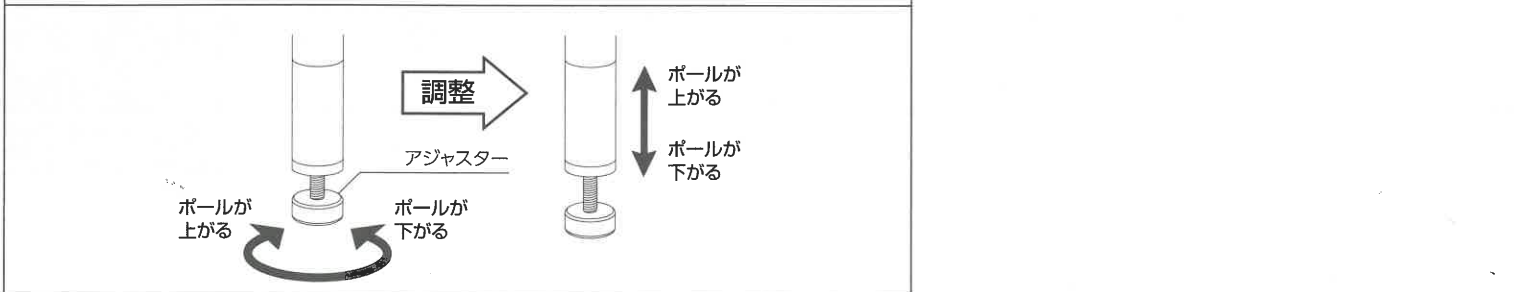 調整
ポールが
上がる
ポールが
下がる
アジャスター
ポールが
上がる
ポールが
下がる